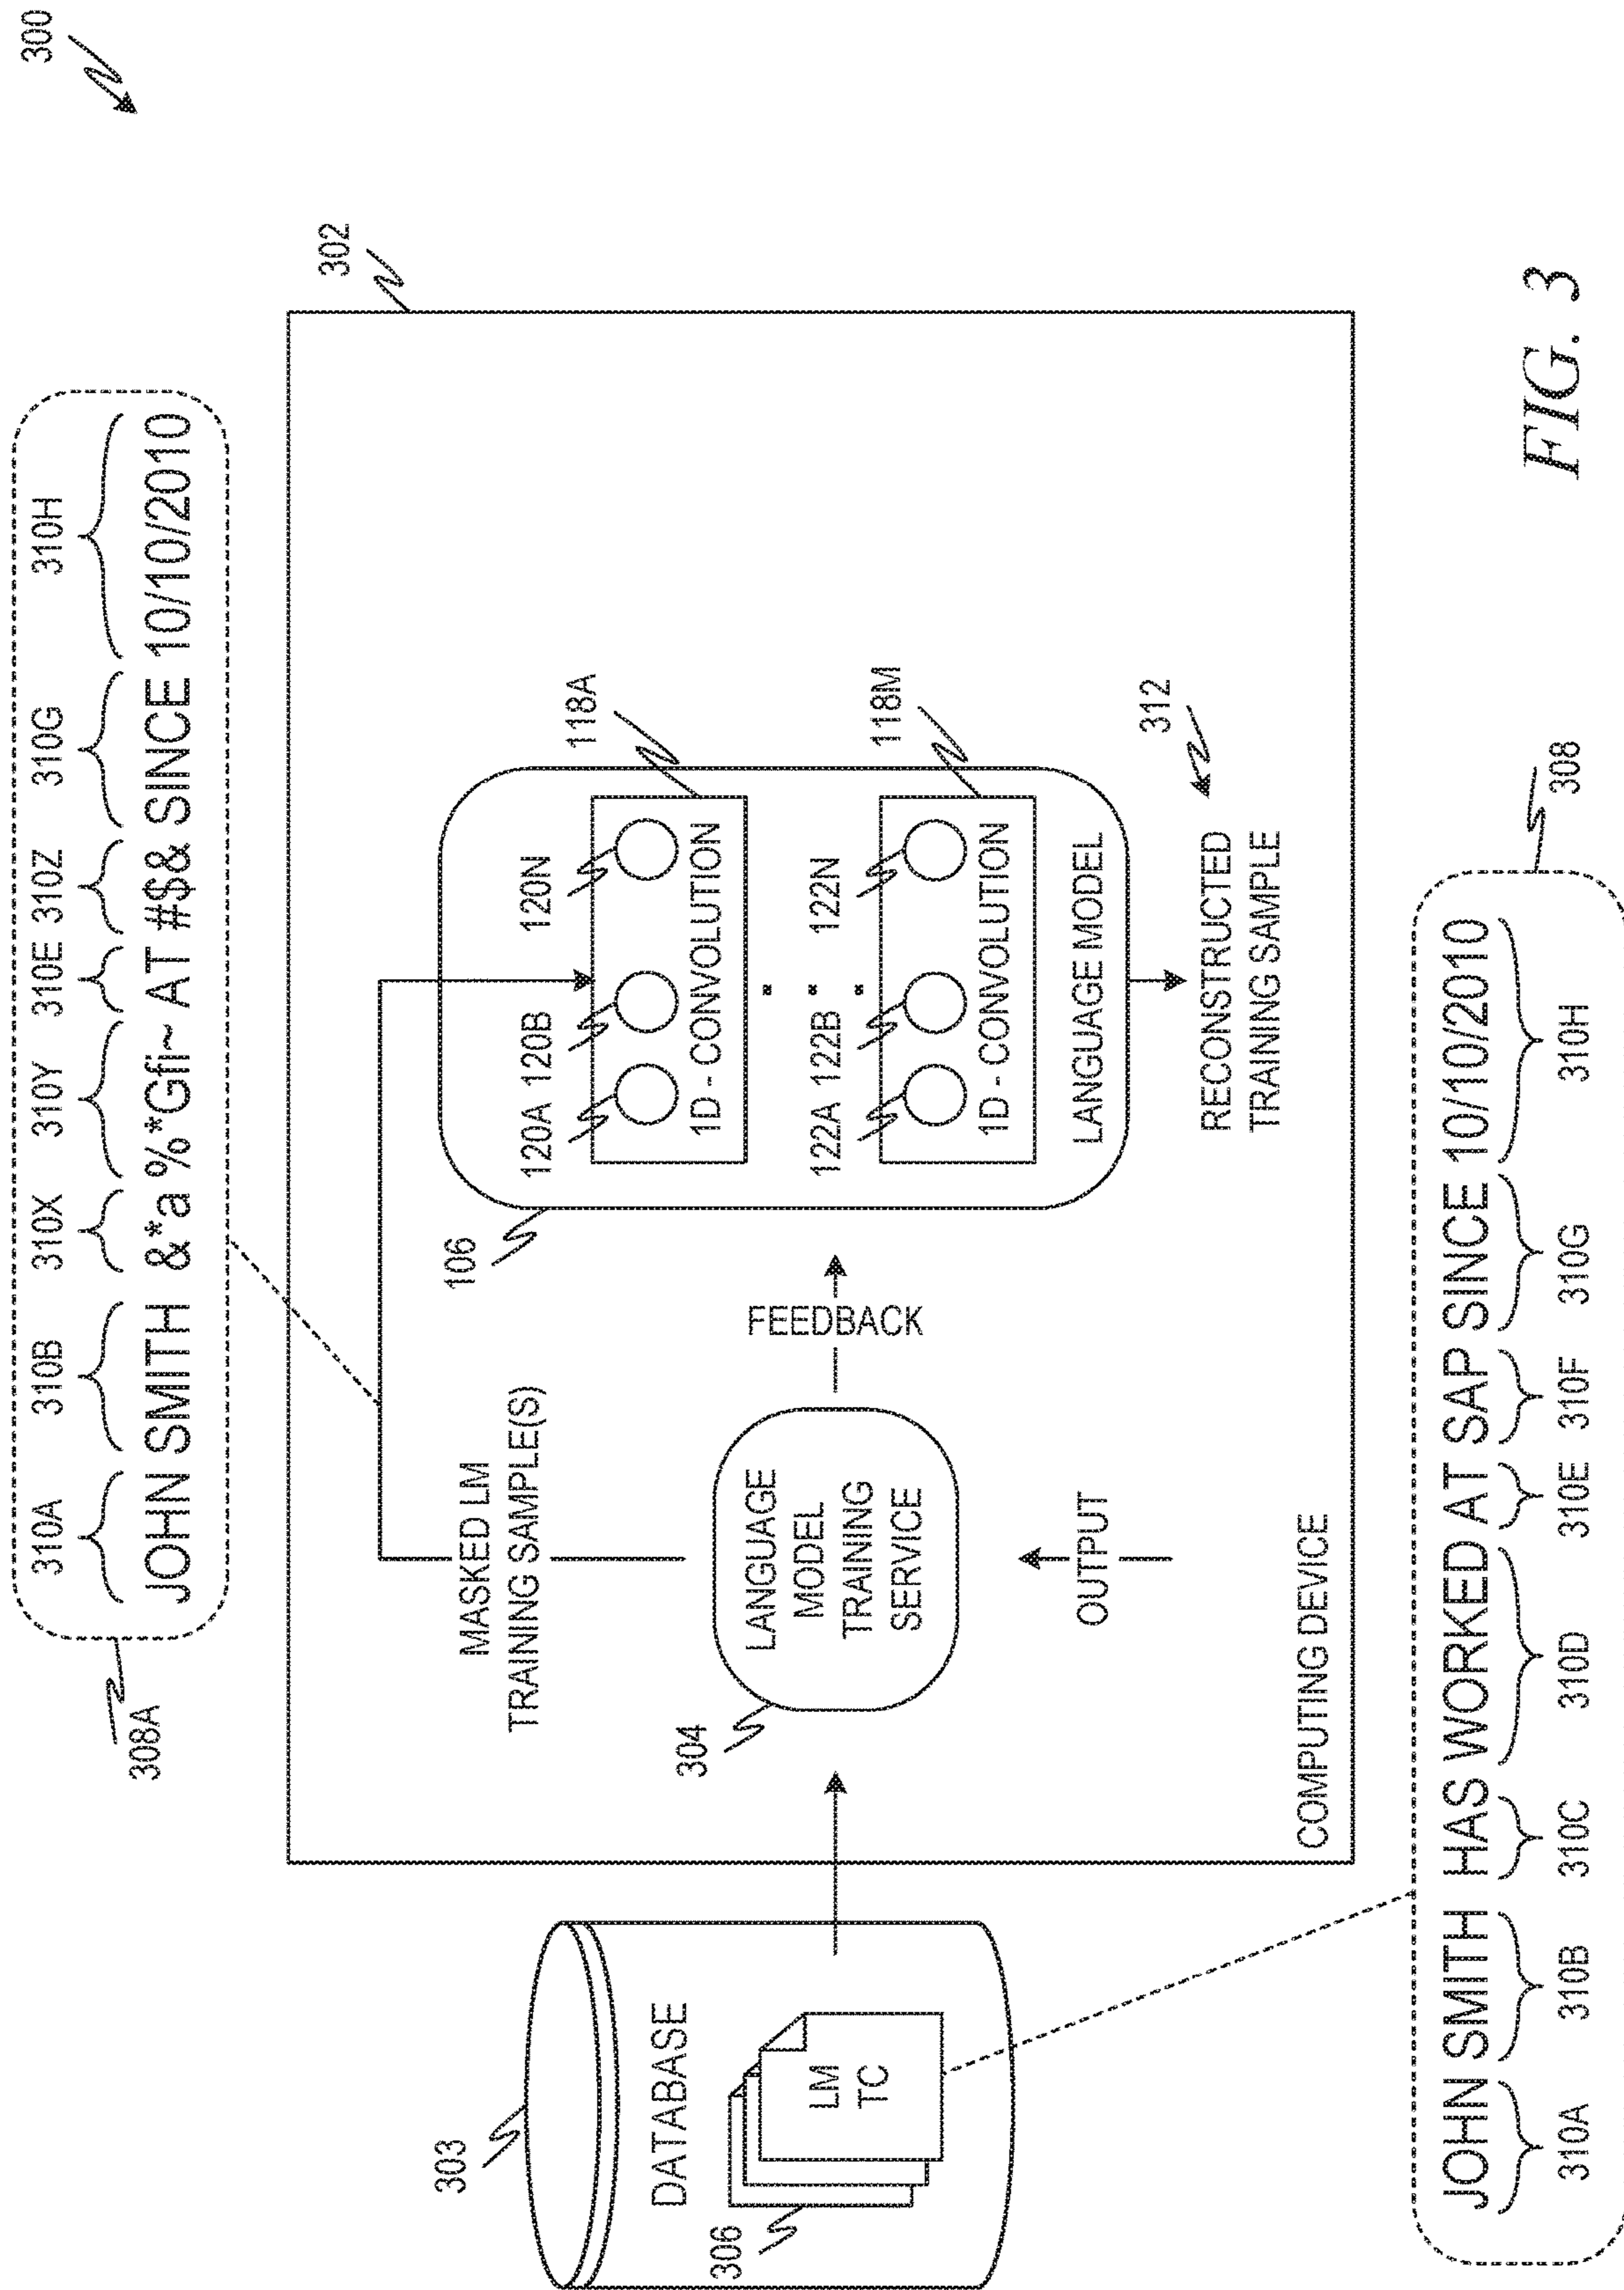 300
308A
310A 310B 310X 310Y 310E 310Z 310G 310H
JOHN SMITH &*a %*Gfi~ AT #$& SINCE 10/10/2010
302
303
DATABASE
306
LM
TC
304
LANGUAGE
MODEL
TRAINING
SERVICE
MASKED LM
TRAINING SAMPLE(S)
FEEDBACK
OUTPUT
106
120A 120B 120N
118A
1D - CONVOLUTION
122A 122B 122N
118M
1D - CONVOLUTION
LANGUAGE MODEL
RECONSTRUCTED
TRAINING SAMPLE
312
COMPUTING DEVICE
308
JOHN SMITH HAS WORKED AT SAP SINCE 10/10/2010
310A 310B 310C 310D 310E 310F 310G 310H
FIG. 3